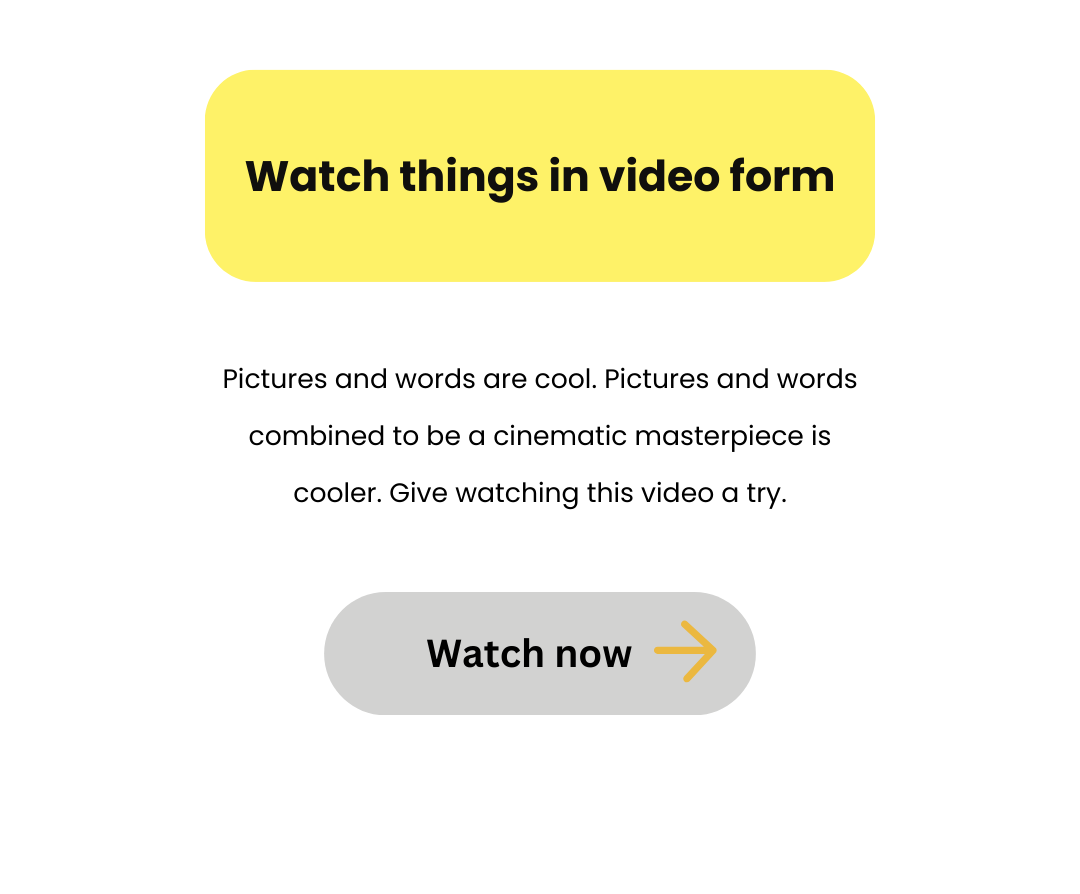 Watch things in video form
Pictures and words are cool. Pictures and words
combined to be a cinematic masterpiece is
cooler. Give watching this video a try.
Watch now